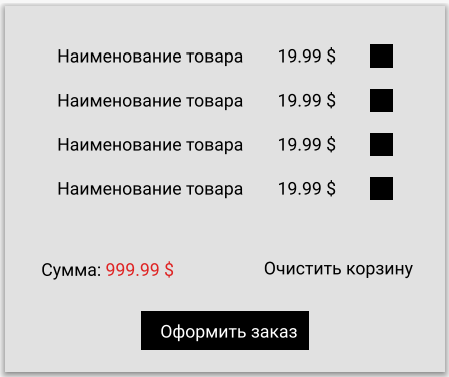 Наименование товара 19.99 $
Наименование товара 19.99 $
Наименование товара 19.99 $
Наименование товара 19.99 $
Сумма: 999.99 $ Очистить корзину
Оформить заказ